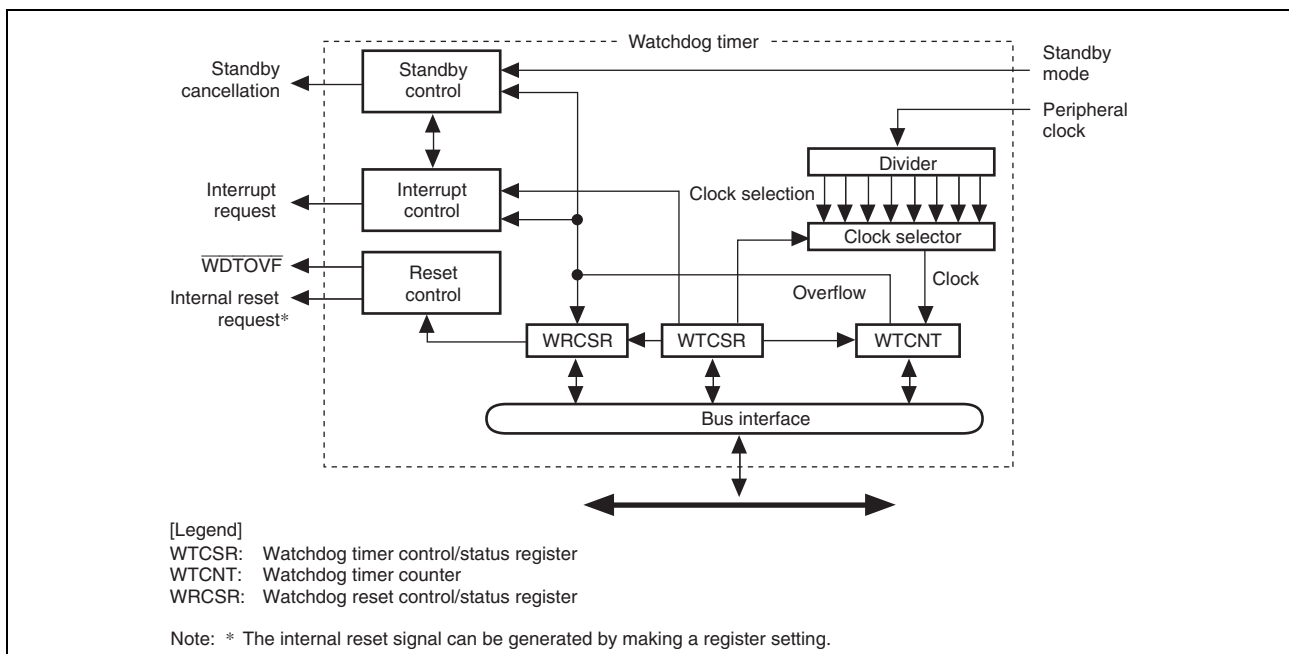 Watchdog timer
Standby
cancellation
Standby
control
Standby
mode
Peripheral
clock
Divider
Interrupt
request
Interrupt
control
Clock selection
Clock selector
WDTOVF
Internal reset
request*
Reset
control
Overflow
Clock
WRCSR
WTCSR
WTCNT
Bus interface
[Legend]
WTCSR: Watchdog timer control/status register
WTCNT: Watchdog timer counter
WRCSR: Watchdog reset control/status register
Note: * The internal reset signal can be generated by making a register setting.